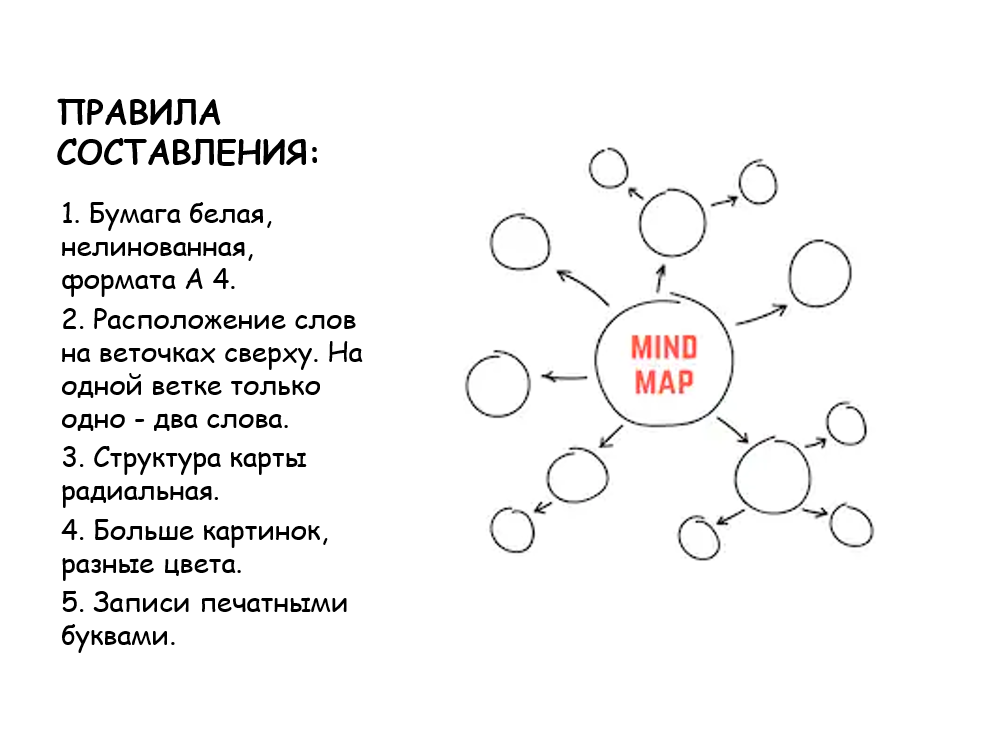 ПРАВИЛА
СОСТАВЛЕНИЯ:
1. Бумага белая,
нелинованная,
формата А 4.
2. Расположение слов
на веточках сверху. На
одной ветке только
одно - два слова.
3. Структура карты
радиальная.
4. Больше картинок,
разные цвета.
5. Записи печатными
буквами.
MIND
MAP